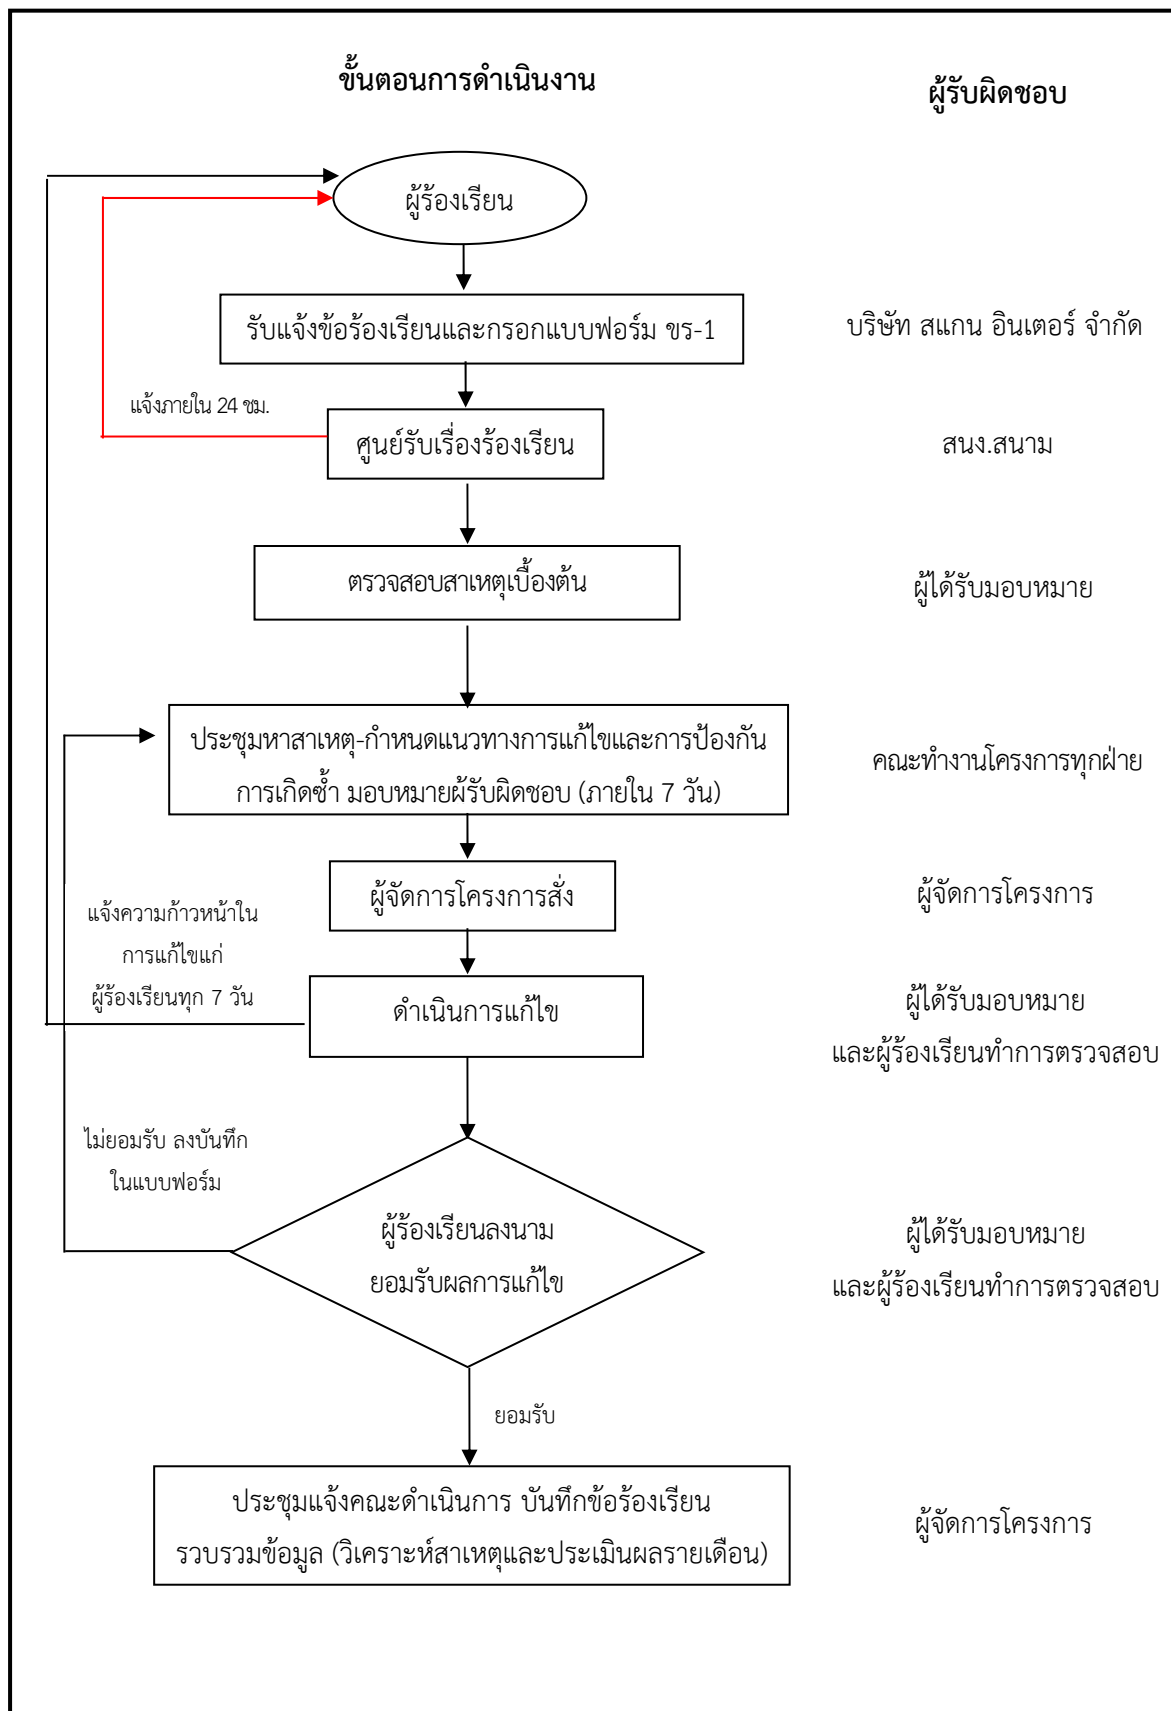 ขั้นตอนการดำเนินงาน
ผู้รับผิดชอบ
ผู้ร้องเรียน
รับแจ้งข้อร้องเรียนและกรอกแบบฟอร์ม ขร-1
บริษัท สแกน อินเตอร์ จำกัด
แจ้งภายใน 24 ชม.
ศูนย์รับเรื่องร้องเรียน
สนง.สนาม
ตรวจสอบสาเหตุเบื้องต้น
ผู้ได้รับมอบหมาย
ประชุมหาสาเหตุ-กำหนดแนวทางการแก้ไขและการป้องกัน
การเกิดซ้ำ มอบหมายผู้รับผิดชอบ (ภายใน 7 วัน)
คณะทำงานโครงการทุกฝ่าย
ผู้จัดการโครงการสั่ง
ผู้จัดการโครงการ
แจ้งความก้าวหน้าใน
การแก้ไขแก่
ผู้ร้องเรียนทุก 7 วัน
ดำเนินการแก้ไข
ผู้ได้รับมอบหมาย
และผู้ร้องเรียนทำการตรวจสอบ
ไม่ยอมรับ ลงบันทึก
ในแบบฟอร์ม
ผู้ร้องเรียนลงนาม
ยอมรับผลการแก้ไข
ผู้ได้รับมอบหมาย
และผู้ร้องเรียนทำการตรวจสอบ
ยอมรับ
ประชุมแจ้งคณะดำเนินการ บันทึกข้อร้องเรียน
รวบรวมข้อมูล (วิเคราะห์สาเหตุและประเมินผลรายเดือน)
ผู้จัดการโครงการ